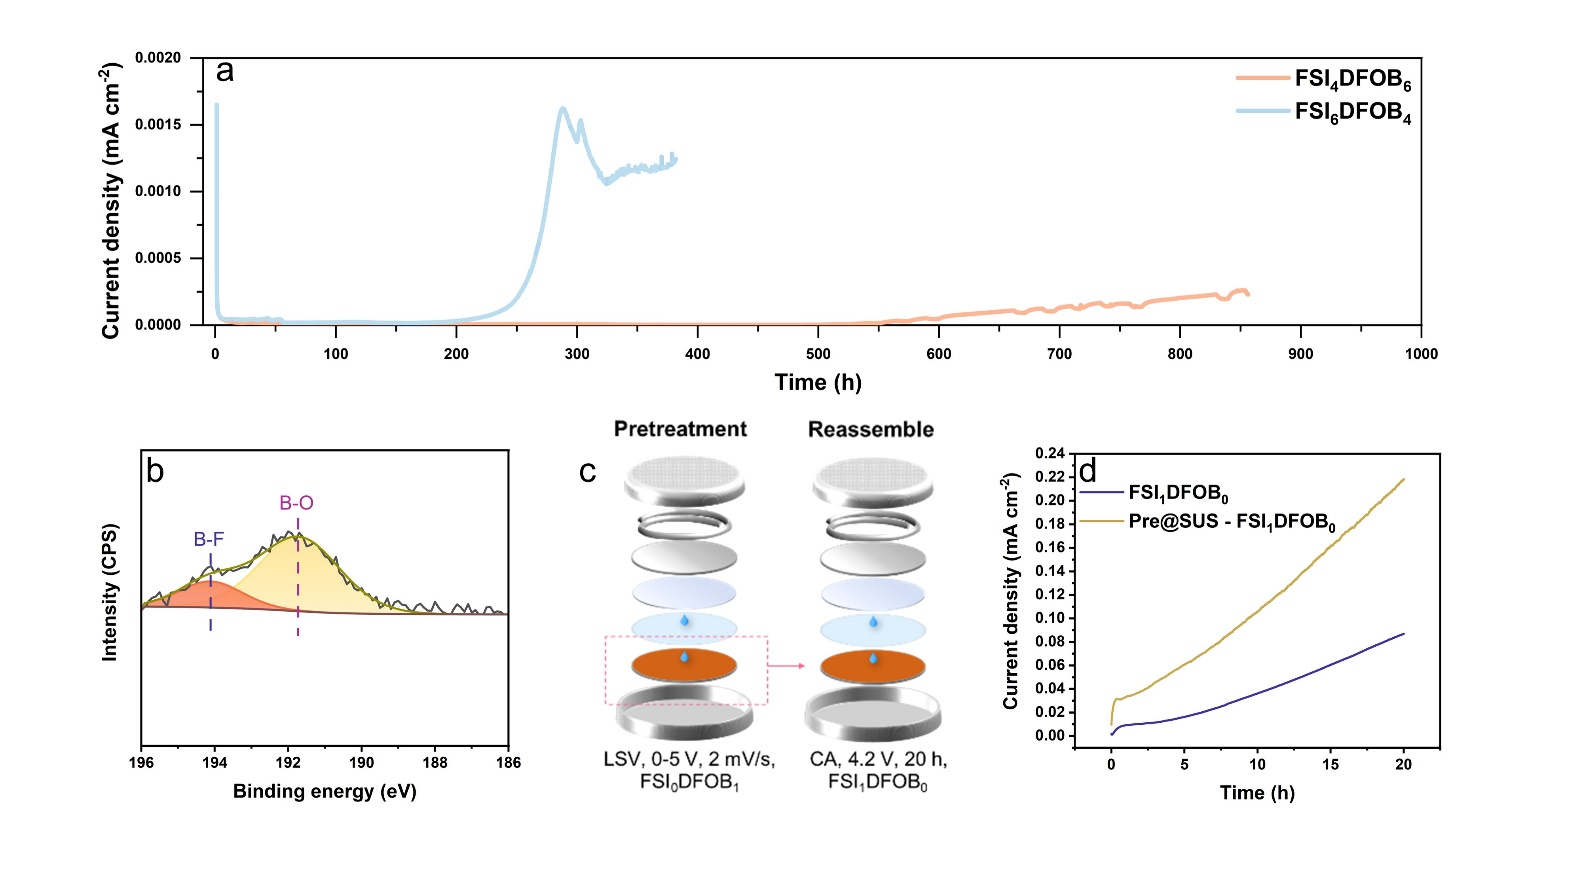 a
Current density (mA cm⁻²)
0.0020
0.0015
0.0010
0.0005
0.0000
FSI₄DFOB₆
FSI₆DFOB₄
0 100 200 300 400 500 600 700 800 900 1000
Time (h)
b
Intensity (CPS)
B-F
B-O
196 194 192 190 188 186
Binding energy (eV)
c
Pretreatment
Reassemble
LSV, 0-5 V, 2 mV/s,
FSI₀DFOB₁
CA, 4.2 V, 20 h,
FSI₁DFOB₀
d
Current density (mA cm⁻²)
0.24
0.22
0.20
0.18
0.16
0.14
0.12
0.10
0.08
0.06
0.04
0.02
0.00
FSI₁DFOB₀
Pre@SUS - FSI₁DFOB₀
0 5 10 15 20
Time (h)